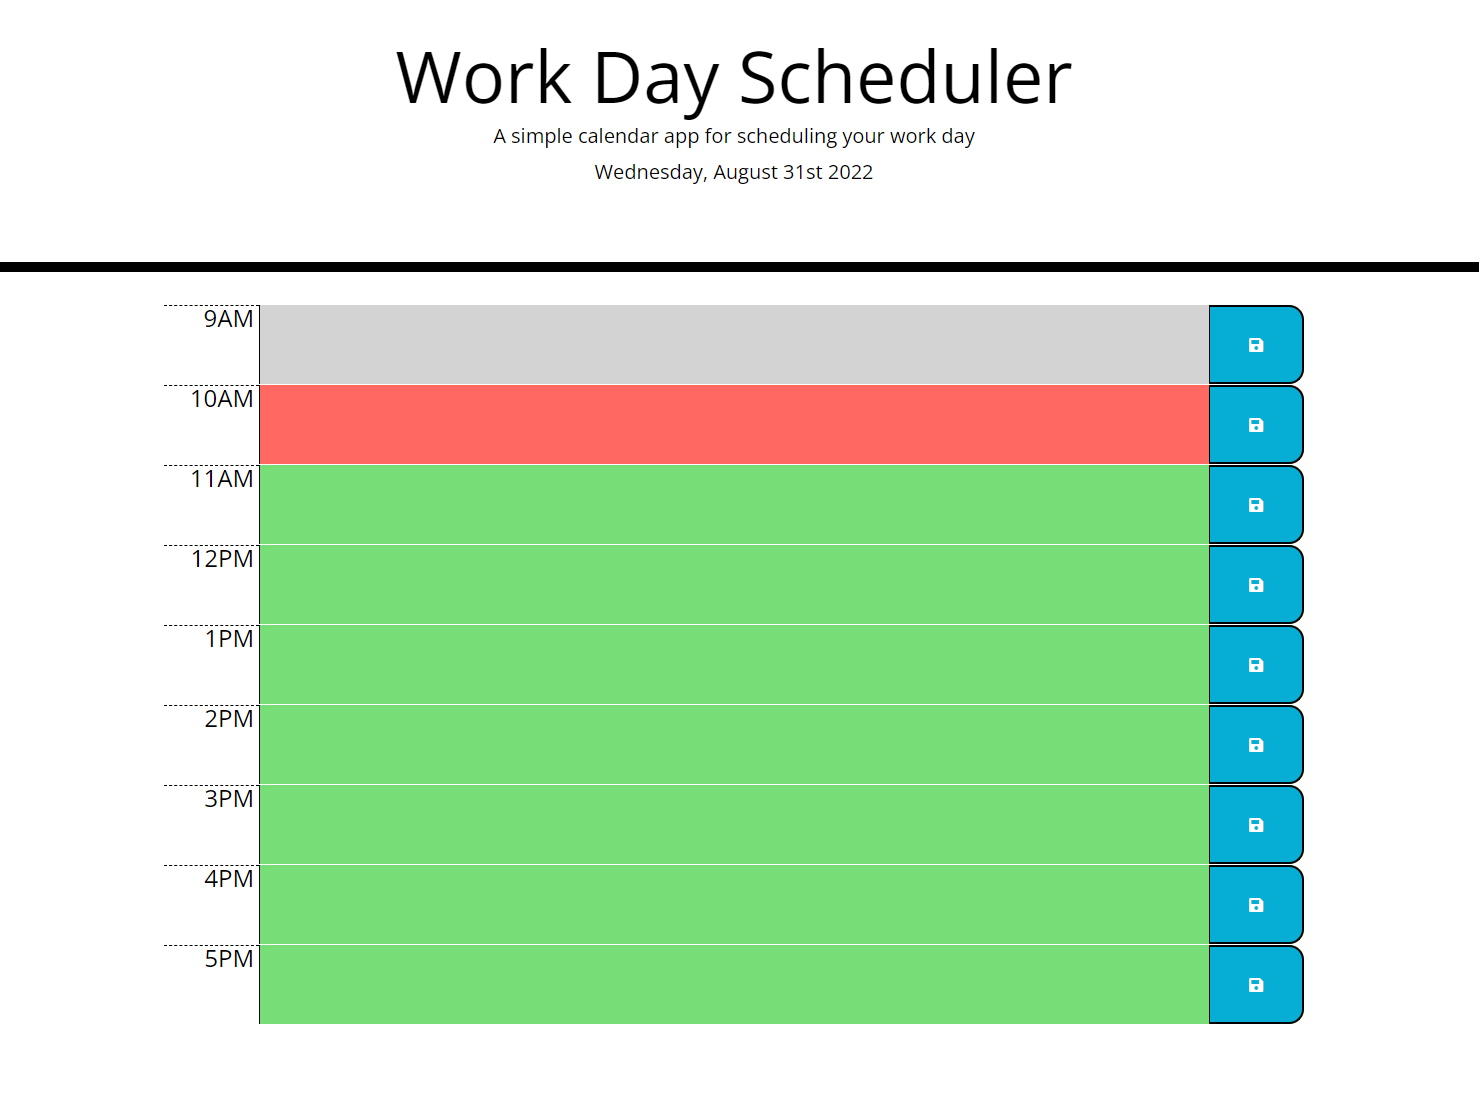 Work Day Scheduler
A simple calendar app for scheduling your work day
Wednesday, August 31st 2022
9AM
10AM
11AM
12PM
1PM
2PM
3PM
4PM
5PM